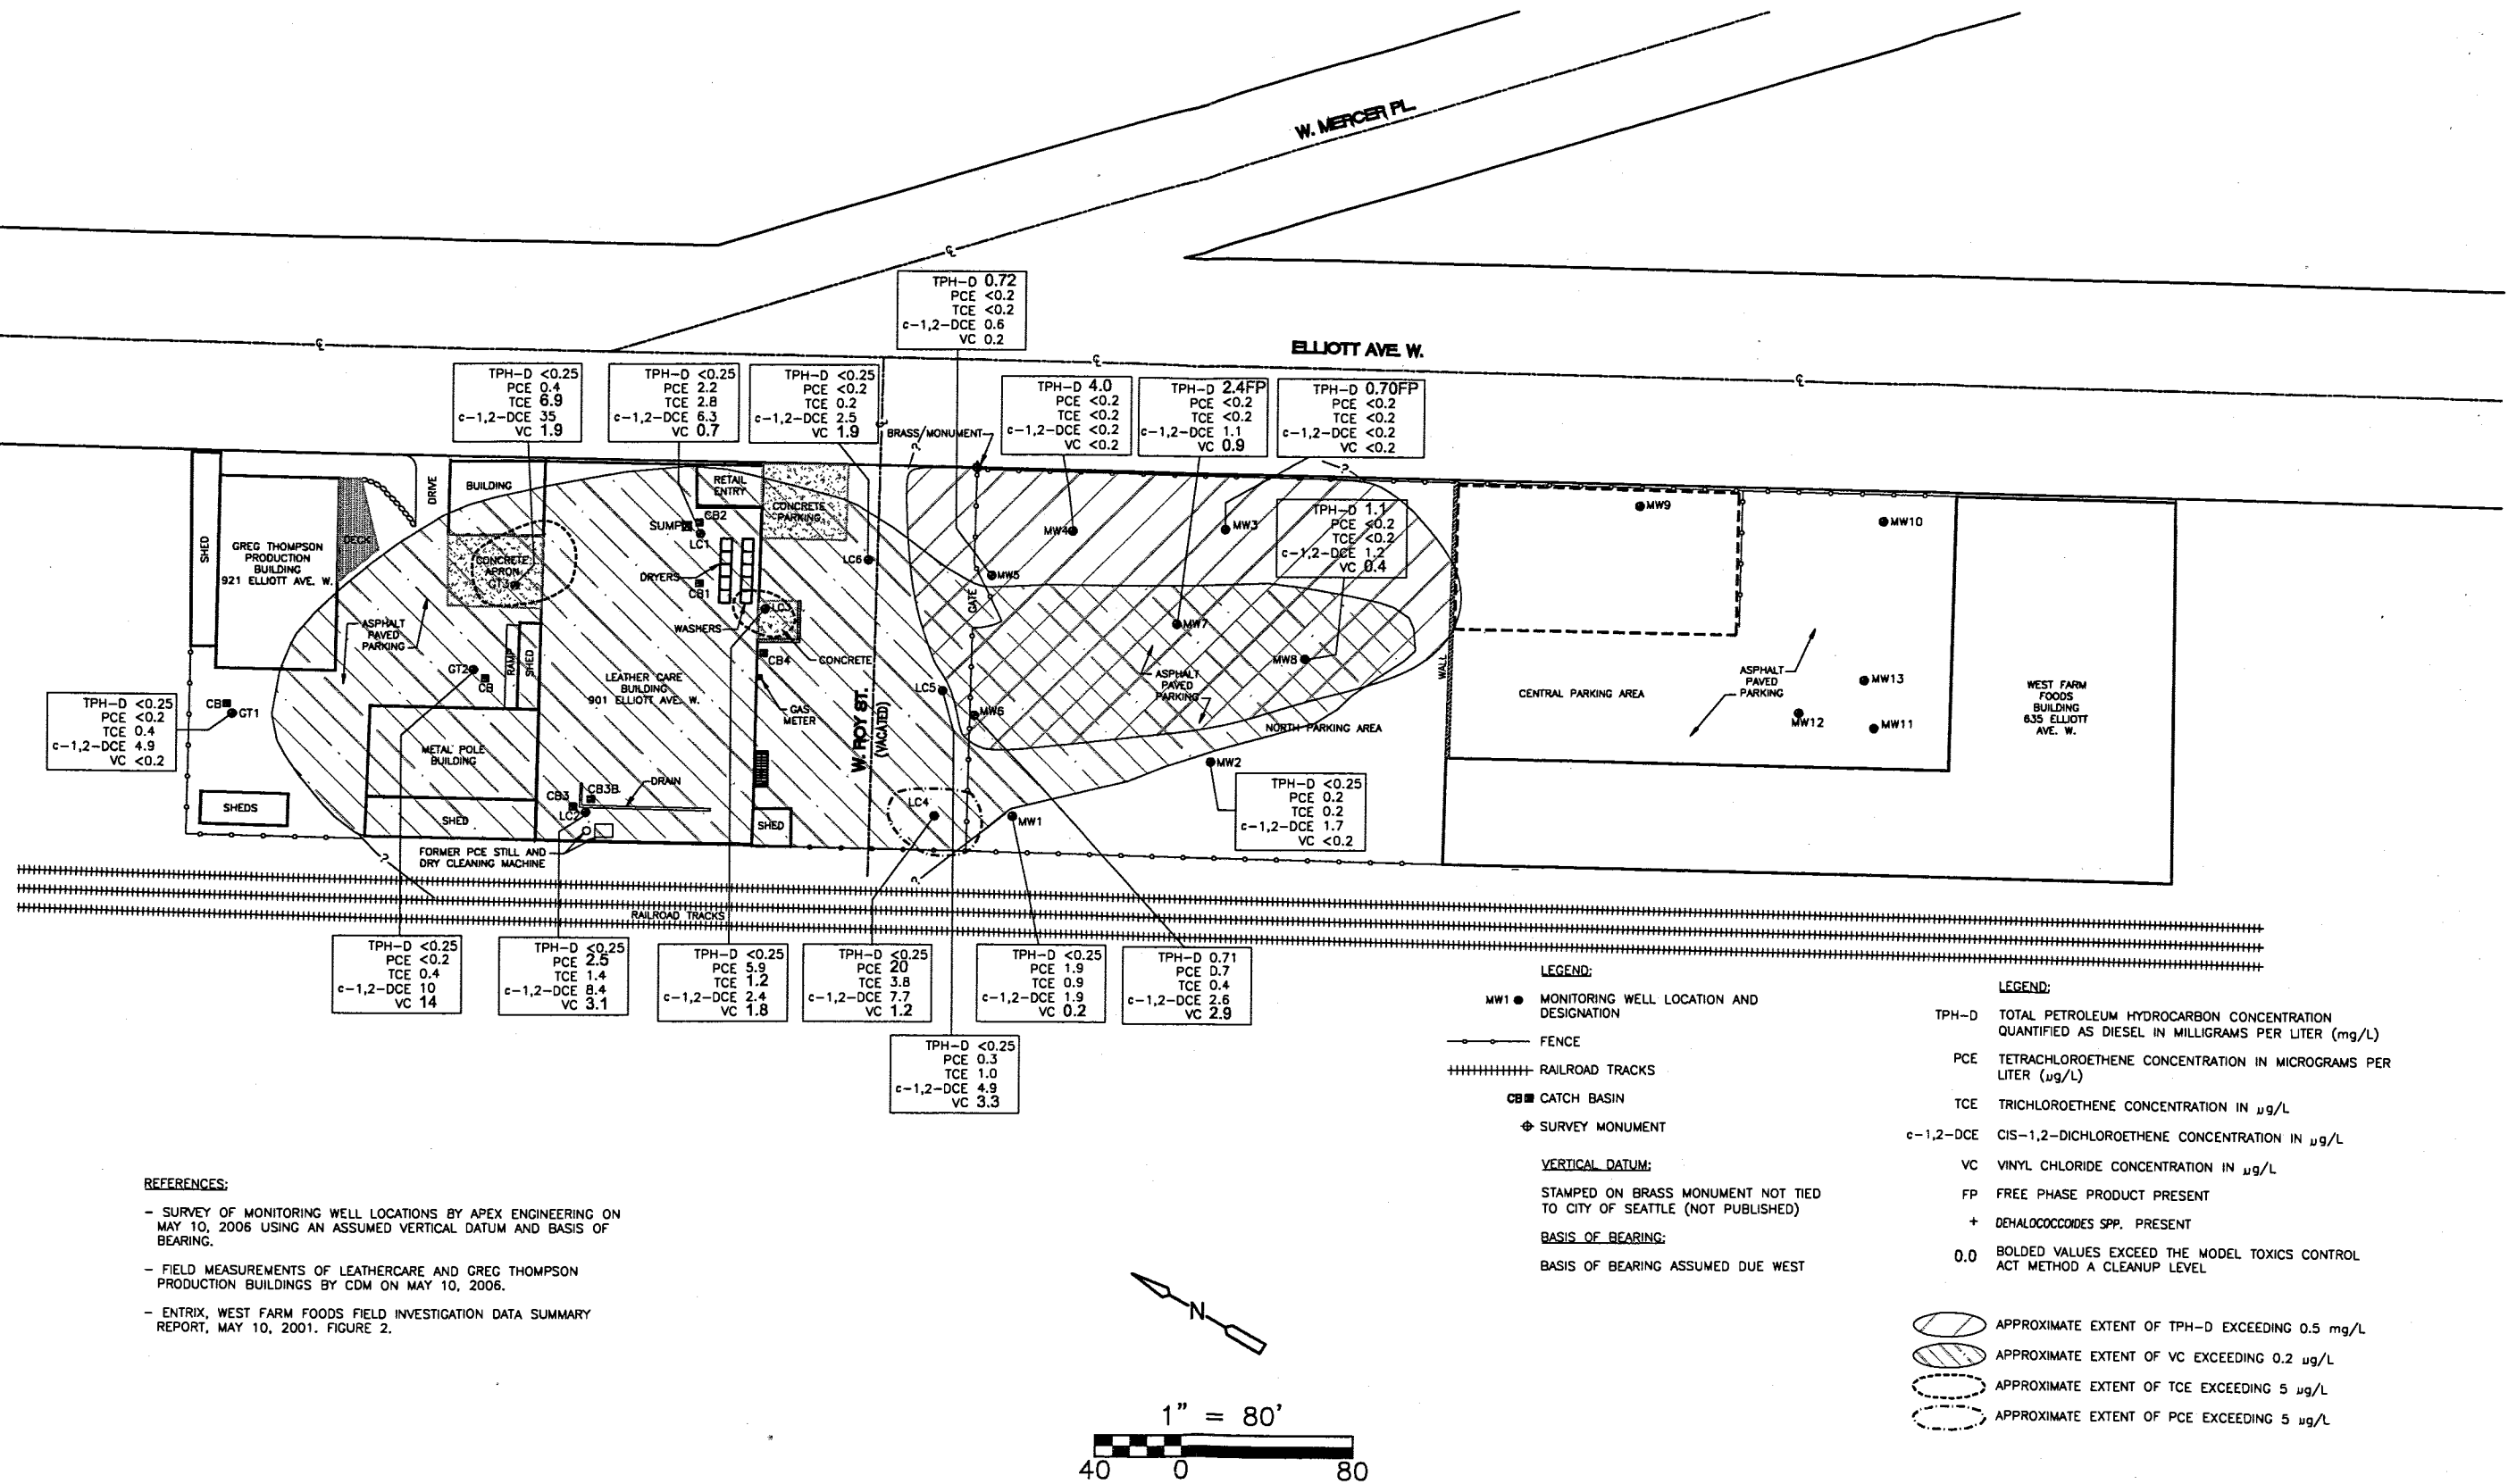 W. MERCER PL.
ELLIOTT AVE. W.
TPH-D 0.72
PCE <0.2
TCE <0.2
c-1,2-DCE 0.6
VC 0.2
TPH-D <0.25
PCE 0.4
TCE 6.9
c-1,2-DCE 35
VC 1.9
TPH-D <0.25
PCE 2.2
TCE 2.8
c-1,2-DCE 6.3
VC 0.7
TPH-D <0.25
PCE <0.2
TCE 0.2
c-1,2-DCE 2.5
VC 1.9
TPH-D 4.0
PCE <0.2
TCE <0.2
c-1,2-DCE <0.2
VC <0.2
TPH-D 2.4FP
PCE <0.2
TCE <0.2
c-1,2-DCE 1.1
VC 0.9
TPH-D 0.70FP
PCE <0.2
TCE <0.2
c-1,2-DCE <0.2
VC <0.2
BRASS MONUMENT
?
?
SHED
GREG THOMPSON
PRODUCTION
BUILDING
921 ELLIOTT AVE. W.
DECK
DRIVE
BUILDING
CONCRETE
APRON
GT3
SUMP
CB2
LC1
RETAIL
ENTRY
CONCRETE
PARKING
DRYERS
CB1
WASHERS
LC3
LC6
CONCRETE
CB4
GAS
METER
GATE
MW5
MW4
MW3
TPH-D 1.1
PCE <0.2
TCE <0.2
c-1,2-DCE 1.2
VC 0.4
MW7
MW8
ASPHALT
PAVED
PARKING
NORTH PARKING AREA
WALL
MW9
MW10
MW13
MW12
MW11
ASPHALT
PAVED
PARKING
CENTRAL PARKING AREA
WEST FARM
FOODS
BUILDING
635 ELLIOTT
AVE. W.
ASPHALT
PAVED
PARKING
GT2
CB
RAMP
SHED
LEATHER CARE
BUILDING
901 ELLIOTT AVE. W.
W. ROY ST.
(VACATED)
LC5
MW6
CB
GT1
TPH-D <0.25
PCE <0.2
TCE 0.4
c-1,2-DCE 4.9
VC <0.2
METAL POLE
BUILDING
SHEDS
SHED
CB3
CB3B
DRAIN
LC2
SHED
LC4
MW1
MW2
TPH-D <0.25
PCE 0.2
TCE 0.2
c-1,2-DCE 1.7
VC <0.2
FORMER PCE STILL AND
DRY CLEANING MACHINE
?
?
RAILROAD TRACKS
TPH-D <0.25
PCE <0.2
TCE 0.4
c-1,2-DCE 10
VC 14
TPH-D <0.25
PCE 2.5
TCE 1.4
c-1,2-DCE 8.4
VC 3.1
TPH-D <0.25
PCE 5.9
TCE 1.2
c-1,2-DCE 2.4
VC 1.8
TPH-D <0.25
PCE 20
TCE 3.8
c-1,2-DCE 7.7
VC 1.2
TPH-D <0.25
PCE 1.9
TCE 0.9
c-1,2-DCE 1.9
VC 0.2
TPH-D 0.71
PCE 0.7
TCE 0.4
c-1,2-DCE 2.6
VC 2.9
TPH-D <0.25
PCE 0.3
TCE 1.0
c-1,2-DCE 4.9
VC 3.3
REFERENCES:
- SURVEY OF MONITORING WELL LOCATIONS BY APEX ENGINEERING ON
MAY 10, 2006 USING AN ASSUMED VERTICAL DATUM AND BASIS OF
BEARING.
- FIELD MEASUREMENTS OF LEATHERCARE AND GREG THOMPSON
PRODUCTION BUILDINGS BY CDM ON MAY 10, 2006.
- ENTRIX, WEST FARM FOODS FIELD INVESTIGATION DATA SUMMARY
REPORT, MAY 10, 2001. FIGURE 2.
N
1" = 80'
40 0 80
LEGEND:
MW1 MONITORING WELL LOCATION AND
DESIGNATION
FENCE
RAILROAD TRACKS
CB CATCH BASIN
SURVEY MONUMENT
VERTICAL DATUM:
STAMPED ON BRASS MONUMENT NOT TIED
TO CITY OF SEATTLE (NOT PUBLISHED)
BASIS OF BEARING:
BASIS OF BEARING ASSUMED DUE WEST
LEGEND:
TPH-D TOTAL PETROLEUM HYDROCARBON CONCENTRATION
QUANTIFIED AS DIESEL IN MILLIGRAMS PER LITER (mg/L)
PCE TETRACHLOROETHENE CONCENTRATION IN MICROGRAMS PER
LITER (µg/L)
TCE TRICHLOROETHENE CONCENTRATION IN µg/L
c-1,2-DCE CIS-1,2-DICHLOROETHENE CONCENTRATION IN µg/L
VC VINYL CHLORIDE CONCENTRATION IN µg/L
FP FREE PHASE PRODUCT PRESENT
+ DEHALOCOCCOIDES SPP. PRESENT
0.0 BOLDED VALUES EXCEED THE MODEL TOXICS CONTROL
ACT METHOD A CLEANUP LEVEL
APPROXIMATE EXTENT OF TPH-D EXCEEDING 0.5 mg/L
APPROXIMATE EXTENT OF VC EXCEEDING 0.2 µg/L
APPROXIMATE EXTENT OF TCE EXCEEDING 5 µg/L
APPROXIMATE EXTENT OF PCE EXCEEDING 5 µg/L